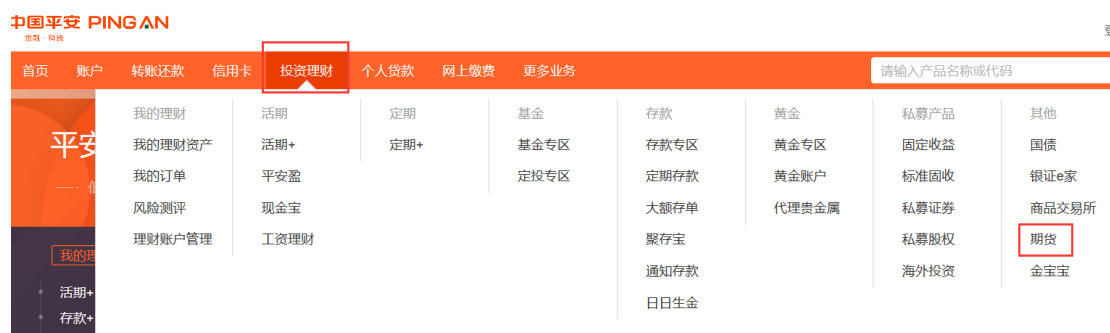 中国平安 PING AN
金融·科技
首页 账户 转账还款 信用卡 投资理财 个人贷款 网上缴费 更多业务 请输入产品名称或代码
我的理财 活期 定期 基金 存款 黄金 私募产品 其他
我的理财资产 活期+ 定期+ 基金专区 存款专区 黄金专区 固定收益 国债
我的订单 平安盈 定投专区 定期存款 黄金账户 标准固收 银证e家
风险测评 现金宝 大额存单 代理贵金属 私募证券 商品交易所
理财账户管理 工资理财 聚存宝 私募股权 期货
通知存款 海外投资 金宝宝
日日生金
平安
我的理
活期+
存款+